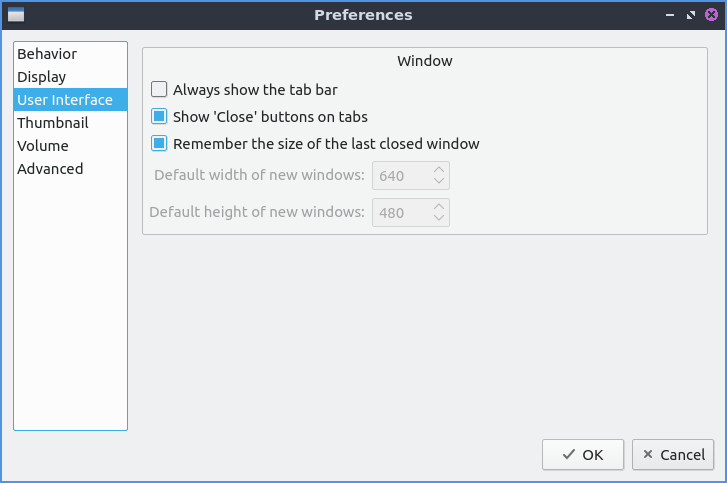 Preferences
Behavior
Display
User Interface
Thumbnail
Volume
Advanced
Window
Always show the tab bar
Show 'Close' buttons on tabs
Remember the size of the last closed window
Default width of new windows: 640
Default height of new windows: 480
OK Cancel